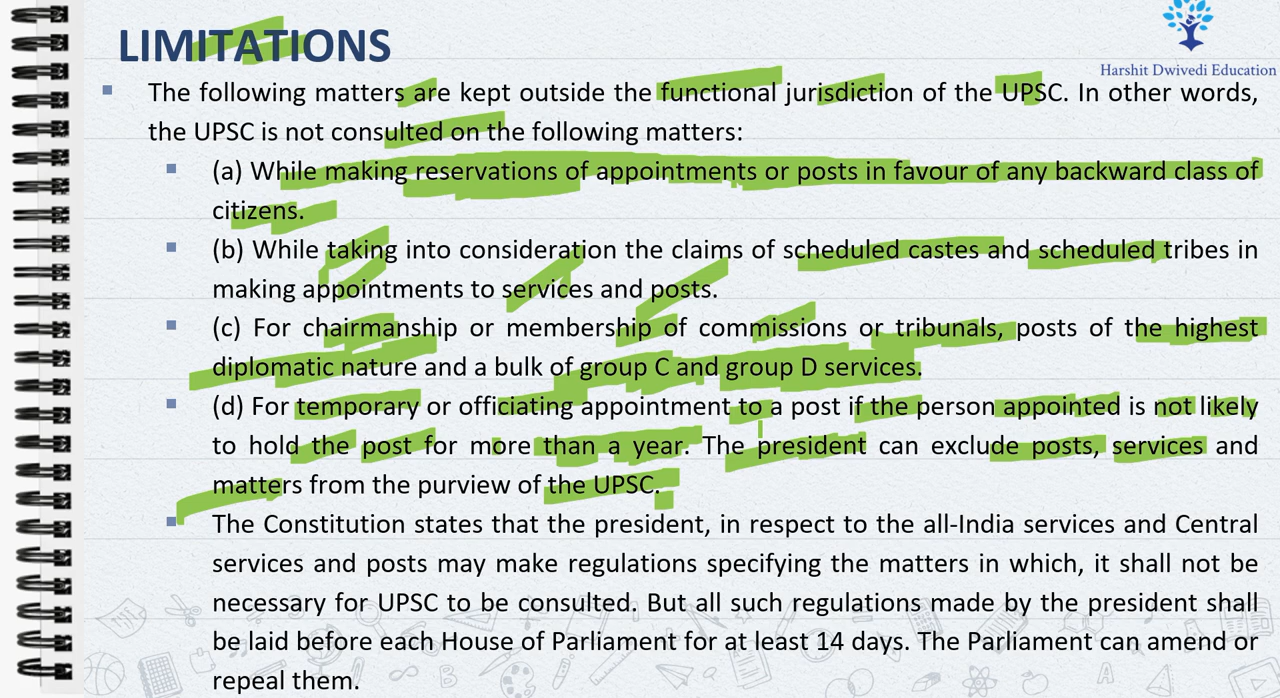 LIMITATIONS
Harshit Dwivedi Education
The following matters are kept outside the functional jurisdiction of the UPSC. In other words,
the UPSC is not consulted on the following matters:
(a) While making reservations of appointments or posts in favour of any backward class of
citizens.
(b) While taking into consideration the claims of scheduled castes and scheduled tribes in
making appointments to services and posts.
(c) For chairmanship or membership of commissions or tribunals, posts of the highest
diplomatic nature and a bulk of group C and group D services.
(d) For temporary or officiating appointment to a post if the person appointed is not likely
to hold the post for more than a year. The president can exclude posts, services and
matters from the purview of the UPSC.
The Constitution states that the president, in respect to the all-India services and Central
services and posts may make regulations specifying the matters in which, it shall not be
necessary for UPSC to be consulted. But all such regulations made by the president shall
be laid before each House of Parliament for at least 14 days. The Parliament can amend or
repeal them.